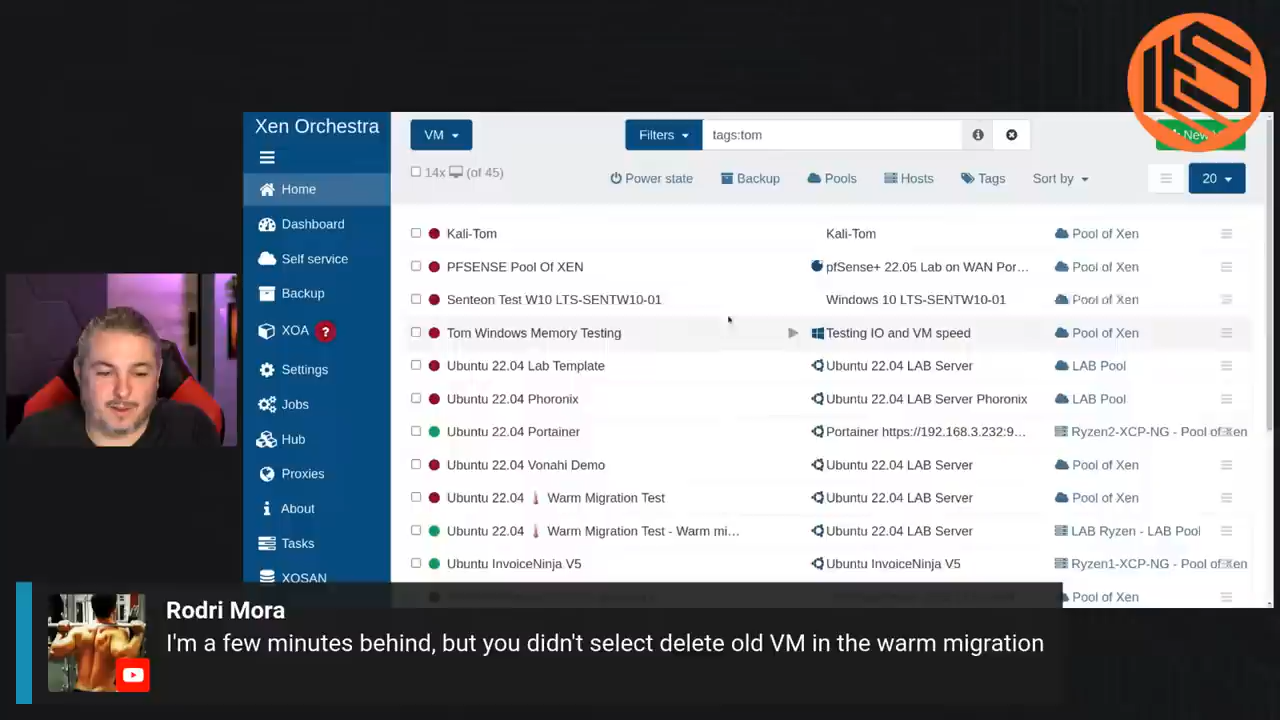 Xen Orchestra
VM
Filters
tags:tom
14x (of 45)
Power state
Backup
Pools
Hosts
Tags
Sort by
20
Home
Dashboard
Self service
Backup
XOA ?
Settings
Jobs
Hub
Proxies
About
Tasks
XOSAN
Kali-Tom Kali-Tom Pool of Xen
PFSENSE Pool Of XEN pfSense+ 22.05 Lab on WAN Por... Pool of Xen
Senteon Test W10 LTS-SENTW10-01 Windows 10 LTS-SENTW10-01 Pool of Xen
Tom Windows Memory Testing Testing IO and VM speed Pool of Xen
Ubuntu 22.04 Lab Template Ubuntu 22.04 LAB Server LAB Pool
Ubuntu 22.04 Phoronix Ubuntu 22.04 LAB Server Phoronix LAB Pool
Ubuntu 22.04 Portainer Portainer https://192.168.3.232:9... Ryzen2-XCP-NG - Pool of Xen
Ubuntu 22.04 Vonahi Demo Ubuntu 22.04 LAB Server Pool of Xen
Ubuntu 22.04 🌡 Warm Migration Test Ubuntu 22.04 LAB Server Pool of Xen
Ubuntu 22.04 🌡 Warm Migration Test - Warm mi... Ubuntu 22.04 LAB Server LAB Ryzen - LAB Pool
Ubuntu InvoiceNinja V5 Ubuntu InvoiceNinja V5 Ryzen1-XCP-NG - Pool of Xen
Pool of Xen
Rodri Mora
I'm a few minutes behind, but you didn't select delete old VM in the warm migration